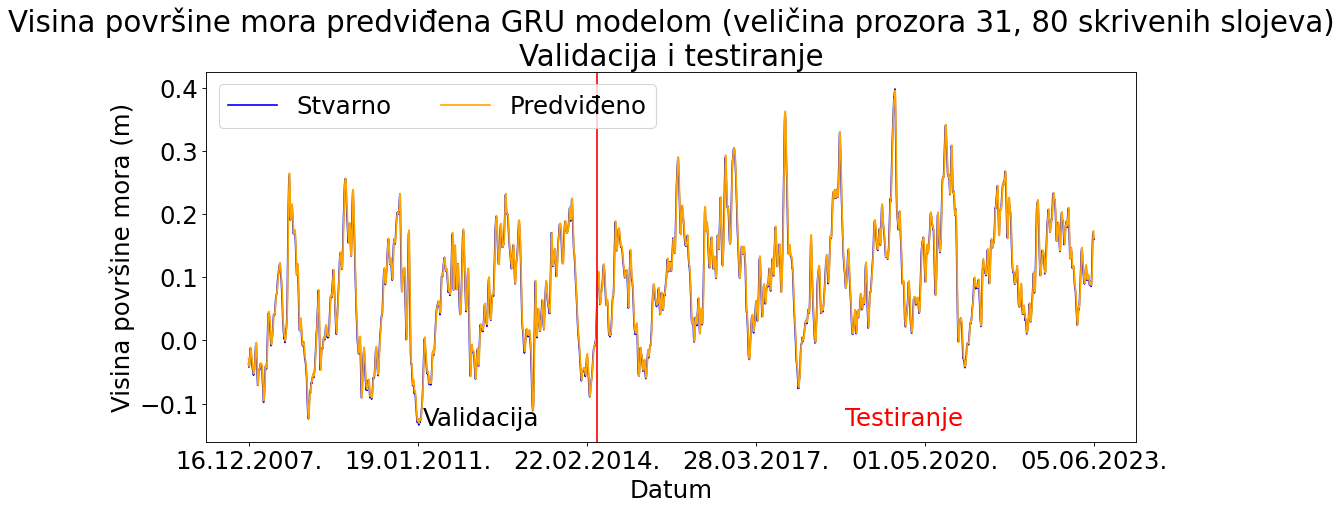 Visina površine mora predviđena GRU modelom (veličina prozora 31, 80 skrivenih slojeva)
Validacija i testiranje
Stvarno
Predviđeno
Visina površine mora (m)
0.4
0.3
0.2
0.1
0.0
−0.1
Validacija
Testiranje
16.12.2007.
19.01.2011.
22.02.2014.
28.03.2017.
01.05.2020.
05.06.2023.
Datum